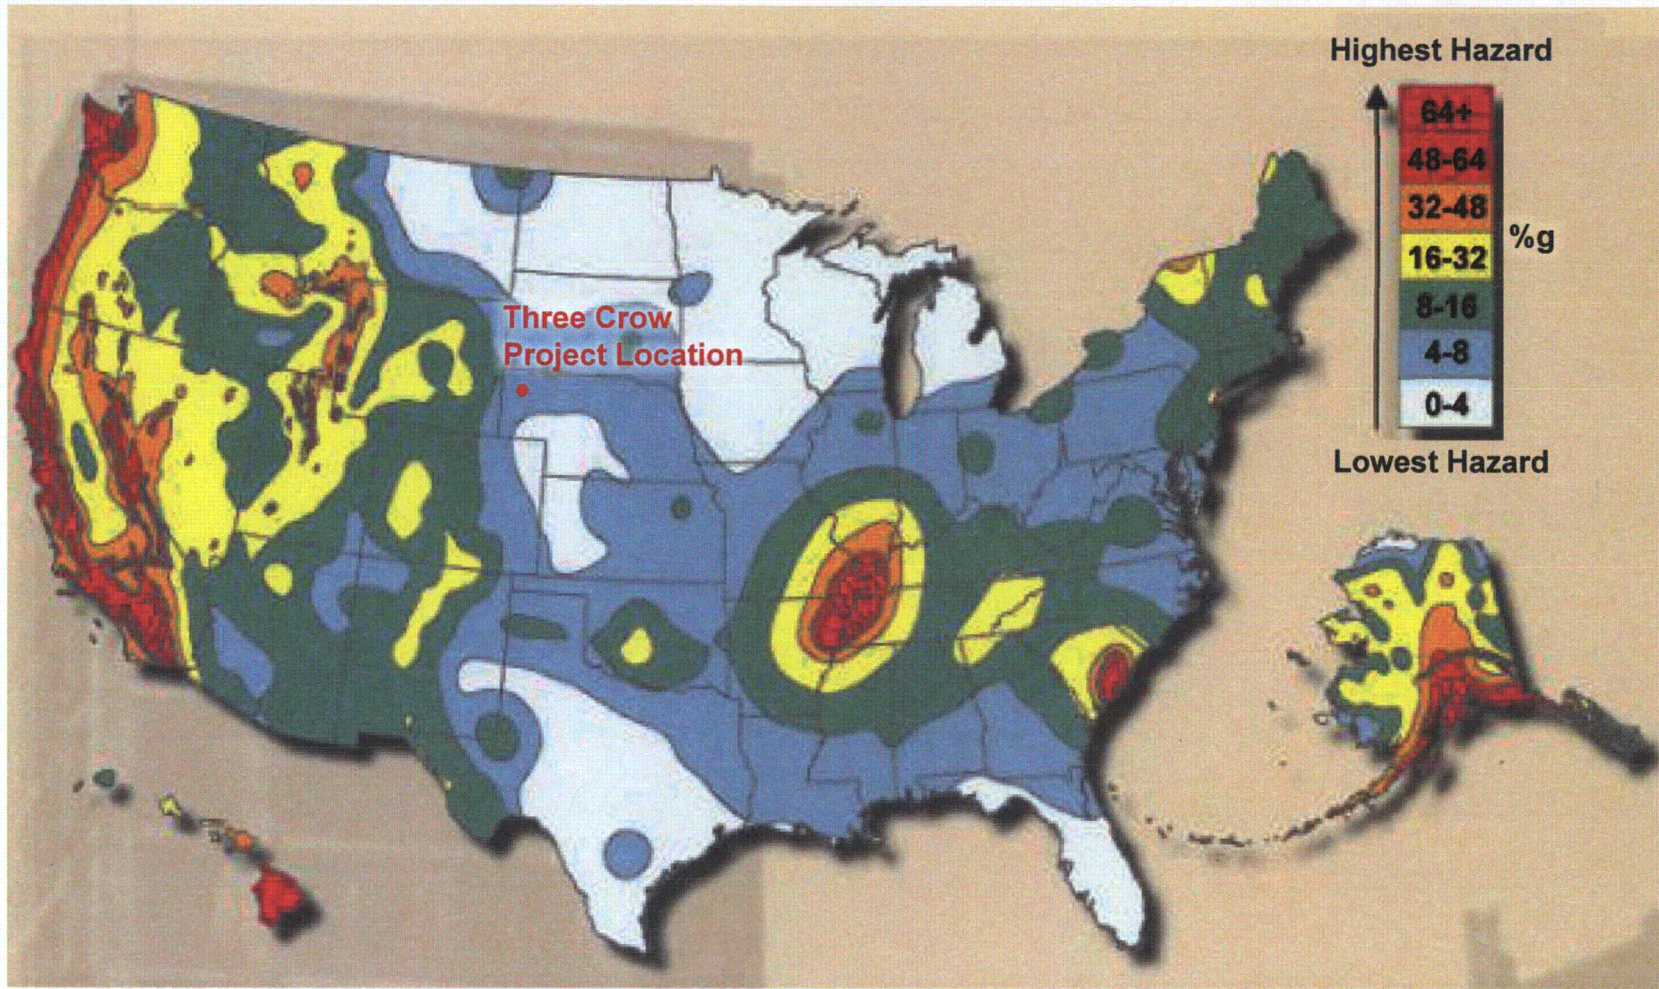 Highest Hazard
64+
48-64
32-48
%g
16-32
8-16
4-8
0-4
Lowest Hazard
Three Crow
Project Location